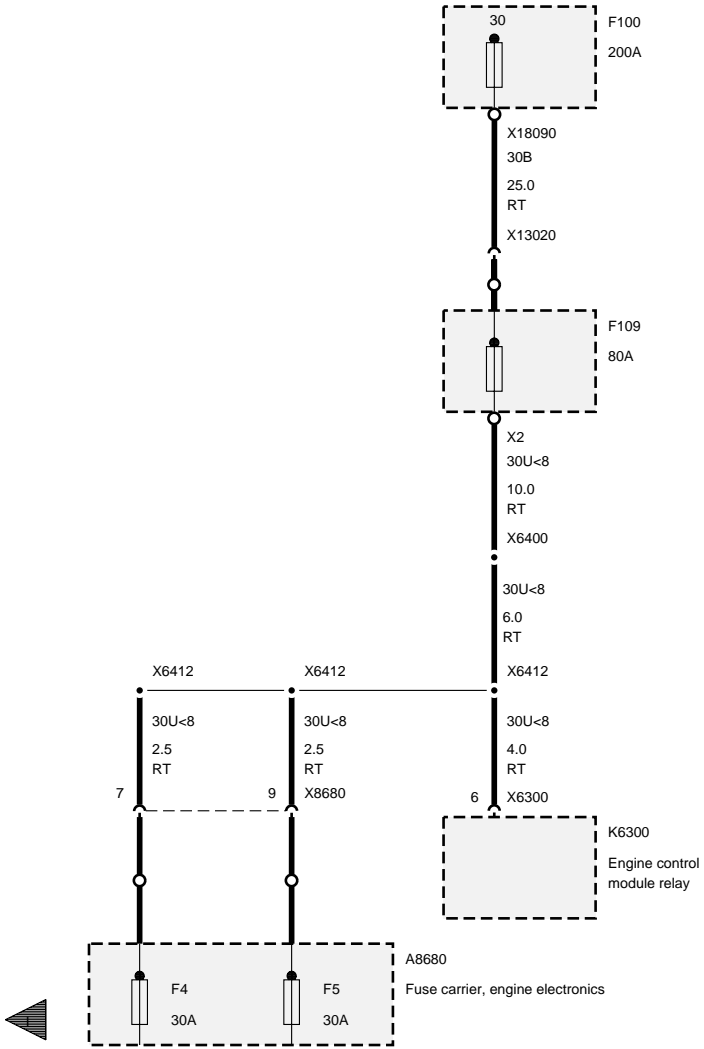 30
F100
200A
X18090
30B
25.0
RT
X13020
F109
80A
X2
30U<8
10.0
RT
X6400
30U<8
6.0
RT
X6412
X6412
X6412
30U<8
30U<8
30U<8
2.5
2.5
4.0
RT
RT
RT
7
9
X8680
6
X6300
K6300
Engine control
module relay
A8680
Fuse carrier, engine electronics
F4
F5
30A
30A